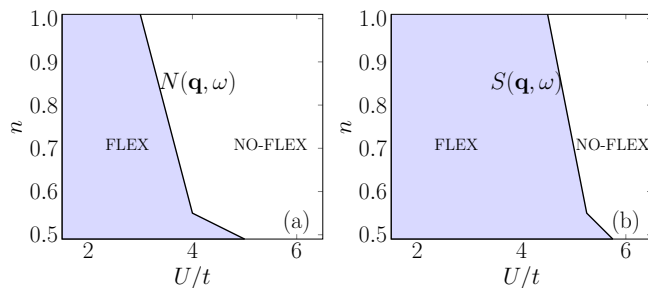 1.0
0.9
0.8
0.7
0.6
0.5
n
N(q, ω)
FLEX
NO-FLEX
(a)
2
4
6
U/t
1.0
0.9
0.8
0.7
0.6
0.5
n
S(q, ω)
FLEX
NO-FLEX
(b)
2
4
6
U/t